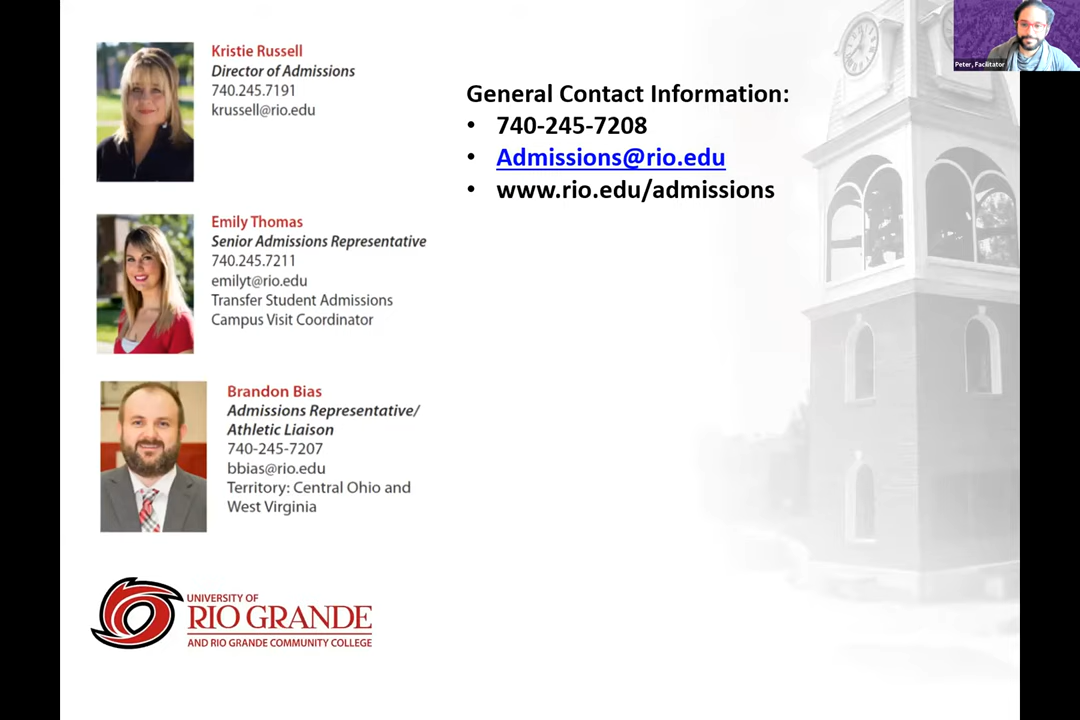 Kristie Russell
Director of Admissions
740.245.7191
krussell@rio.edu
Emily Thomas
Senior Admissions Representative
740.245.7211
emilyt@rio.edu
Transfer Student Admissions
Campus Visit Coordinator
Brandon Bias
Admissions Representative/
Athletic Liaison
740-245-7207
bbias@rio.edu
Territory: Central Ohio and
West Virginia
UNIVERSITY OF
RIO GRANDE
AND RIO GRANDE COMMUNITY COLLEGE
General Contact Information:
• 740-245-7208
• Admissions@rio.edu
• www.rio.edu/admissions
Peter, Facilitator